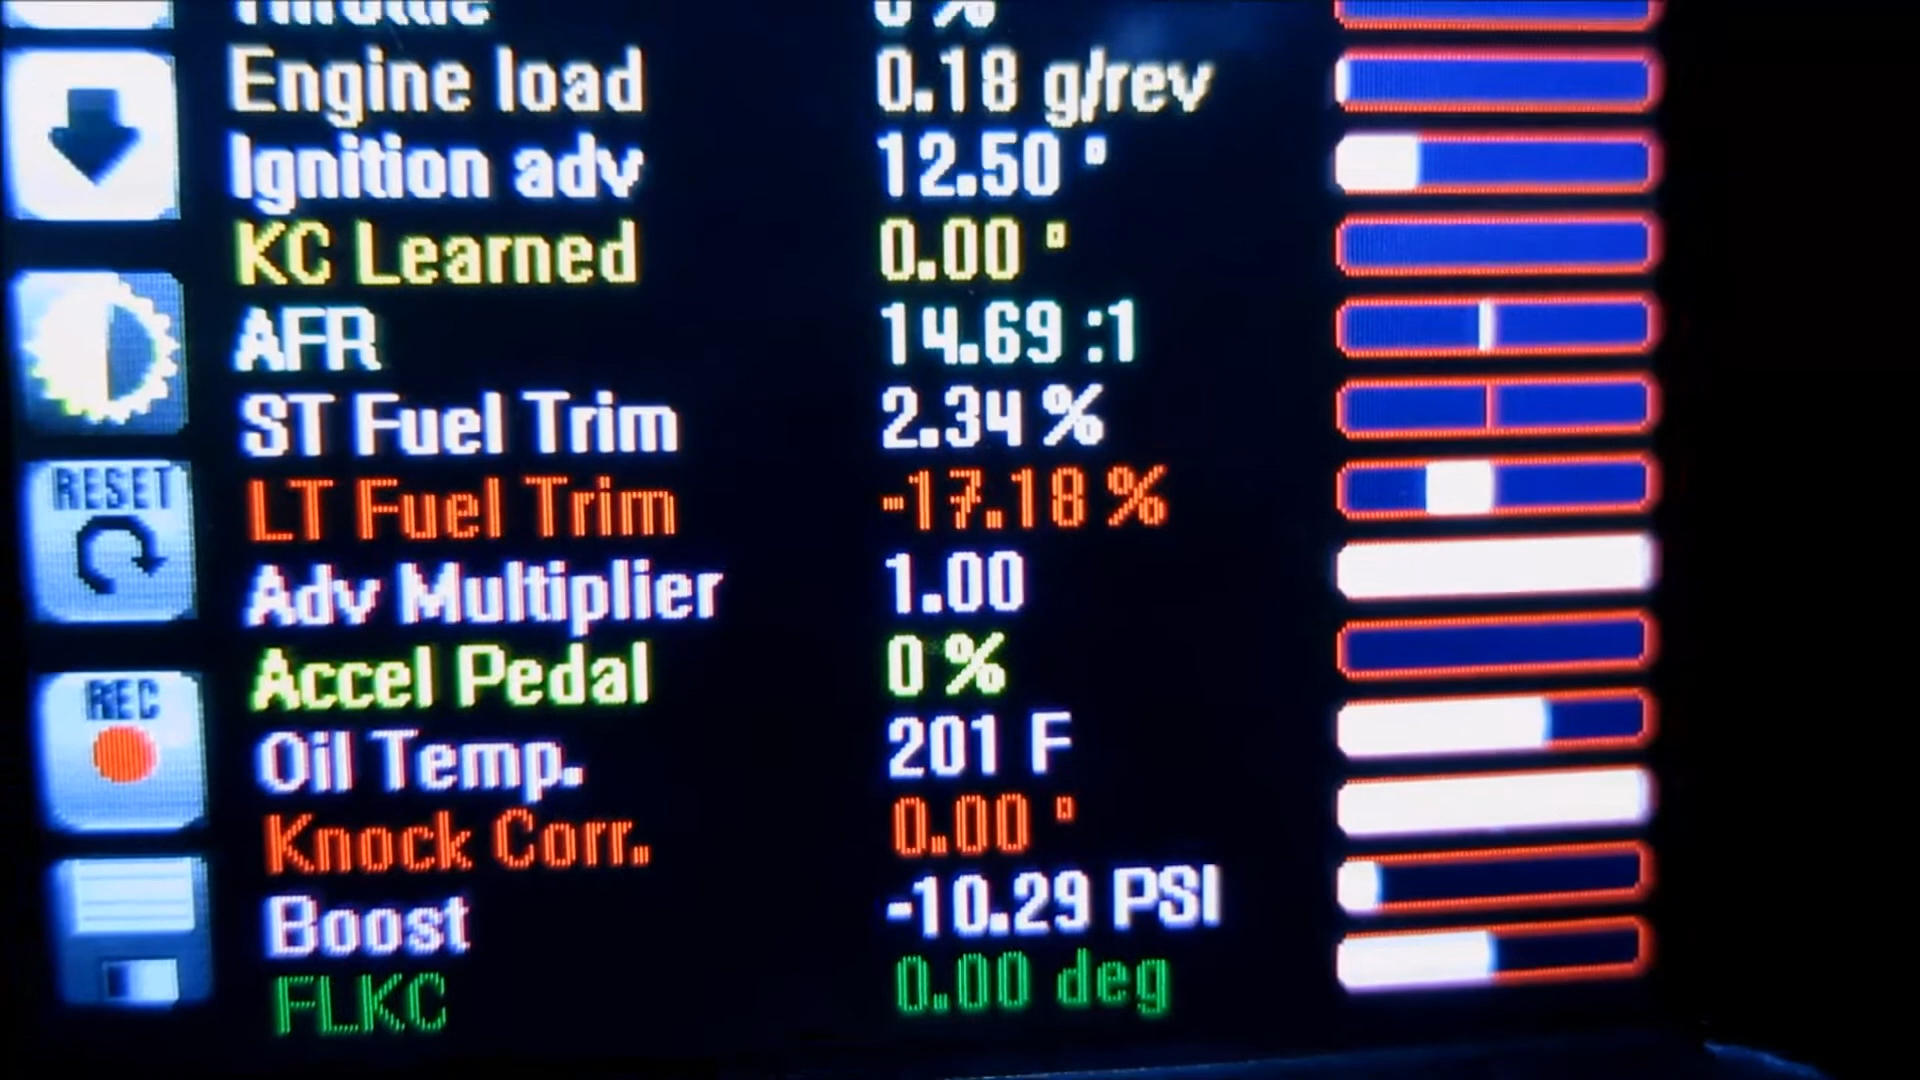 Throttle 0 %
Engine load 0.18 g/rev
Ignition adv 12.50 °
KC Learned 0.00 °
AFR 14.69 :1
ST Fuel Trim 2.34 %
RESET
LT Fuel Trim -17.18 %
Adv Multiplier 1.00
Accel Pedal 0 %
REC
Oil Temp. 201 F
Knock Corr. 0.00 °
Boost -10.29 PSI
FLKC 0.00 deg